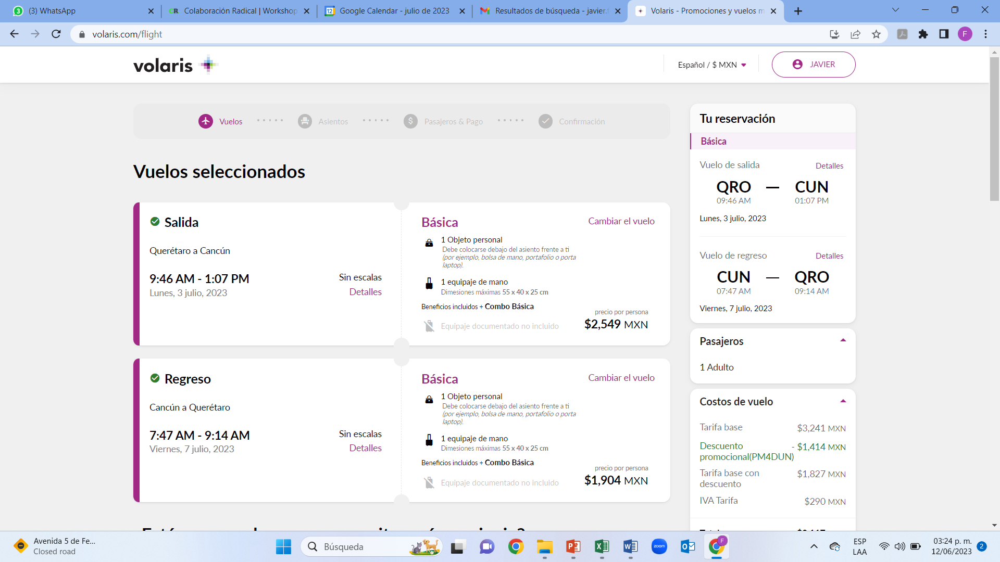 (3) WhatsApp
CR Colaboración Radical | Workshop
12 Google Calendar - julio de 2023
Resultados de búsqueda - javier.f
Volaris - Promociones y vuelos m
volaris.com/flight
F
volaris
Español / $ MXN
JAVIER
Vuelos
Asientos
$ Pasajeros & Pago
Confirmación
Vuelos seleccionados
Salida
Querétaro a Cancún
9:46 AM - 1:07 PM
Sin escalas
Lunes, 3 julio, 2023
Detalles
Básica
Cambiar el vuelo
1 Objeto personal
Debe colocarse debajo del asiento frente a ti
(por ejemplo, bolsa de mano, portafolio o porta
laptop).
1 equipaje de mano
Dimesiones máximas 55 x 40 x 25 cm
Beneficios incluidos + Combo Básica
Equipaje documentado no incluido
precio por persona
$2,549 MXN
Regreso
Cancún a Querétaro
7:47 AM - 9:14 AM
Sin escalas
Viernes, 7 julio, 2023
Detalles
Básica
Cambiar el vuelo
1 Objeto personal
Debe colocarse debajo del asiento frente a ti
(por ejemplo, bolsa de mano, portafolio o porta
laptop).
1 equipaje de mano
Dimesiones máximas 55 x 40 x 25 cm
Beneficios incluidos + Combo Básica
Equipaje documentado no incluido
precio por persona
$1,904 MXN
Tu reservación
Básica
Vuelo de salida
Detalles
QRO — CUN
09:46 AM 01:07 PM
Lunes, 3 julio, 2023
Vuelo de regreso
Detalles
CUN — QRO
07:47 AM 09:14 AM
Viernes, 7 julio, 2023
Pasajeros
1 Adulto
Costos de vuelo
Tarifa base $3,241 MXN
Descuento - $1,414 MXN
promocional(PM4DUN)
Tarifa base con $1,827 MXN
descuento
IVA Tarifa $290 MXN
Avenida 5 de Fe...
Closed road
Búsqueda
zoom
ESP
LAA
03:24 p. m.
12/06/2023
2